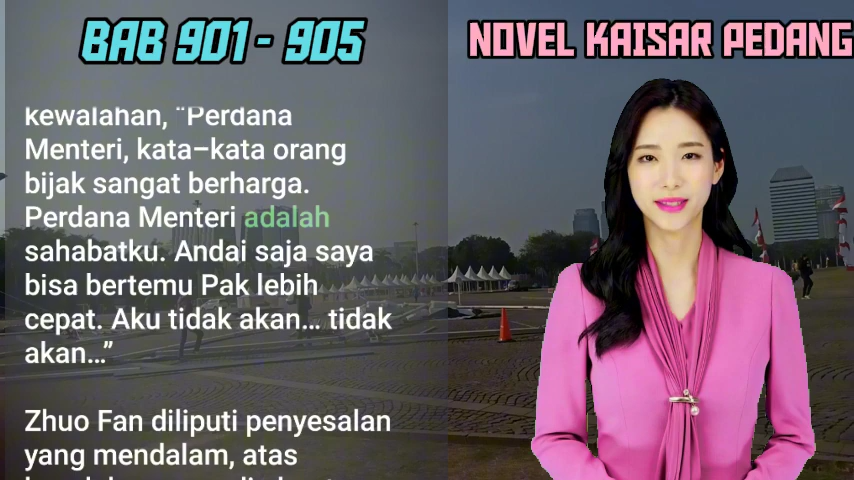 BAB 901 - 905
NOVEL KAISAR PEDANG
kewalahan, "Perdana
Menteri, kata–kata orang
bijak sangat berharga.
Perdana Menteri adalah
sahabatku. Andai saja saya
bisa bertemu Pak lebih
cepat. Aku tidak akan... tidak
akan..."
Zhuo Fan diliputi penyesalan
yang mendalam, atas